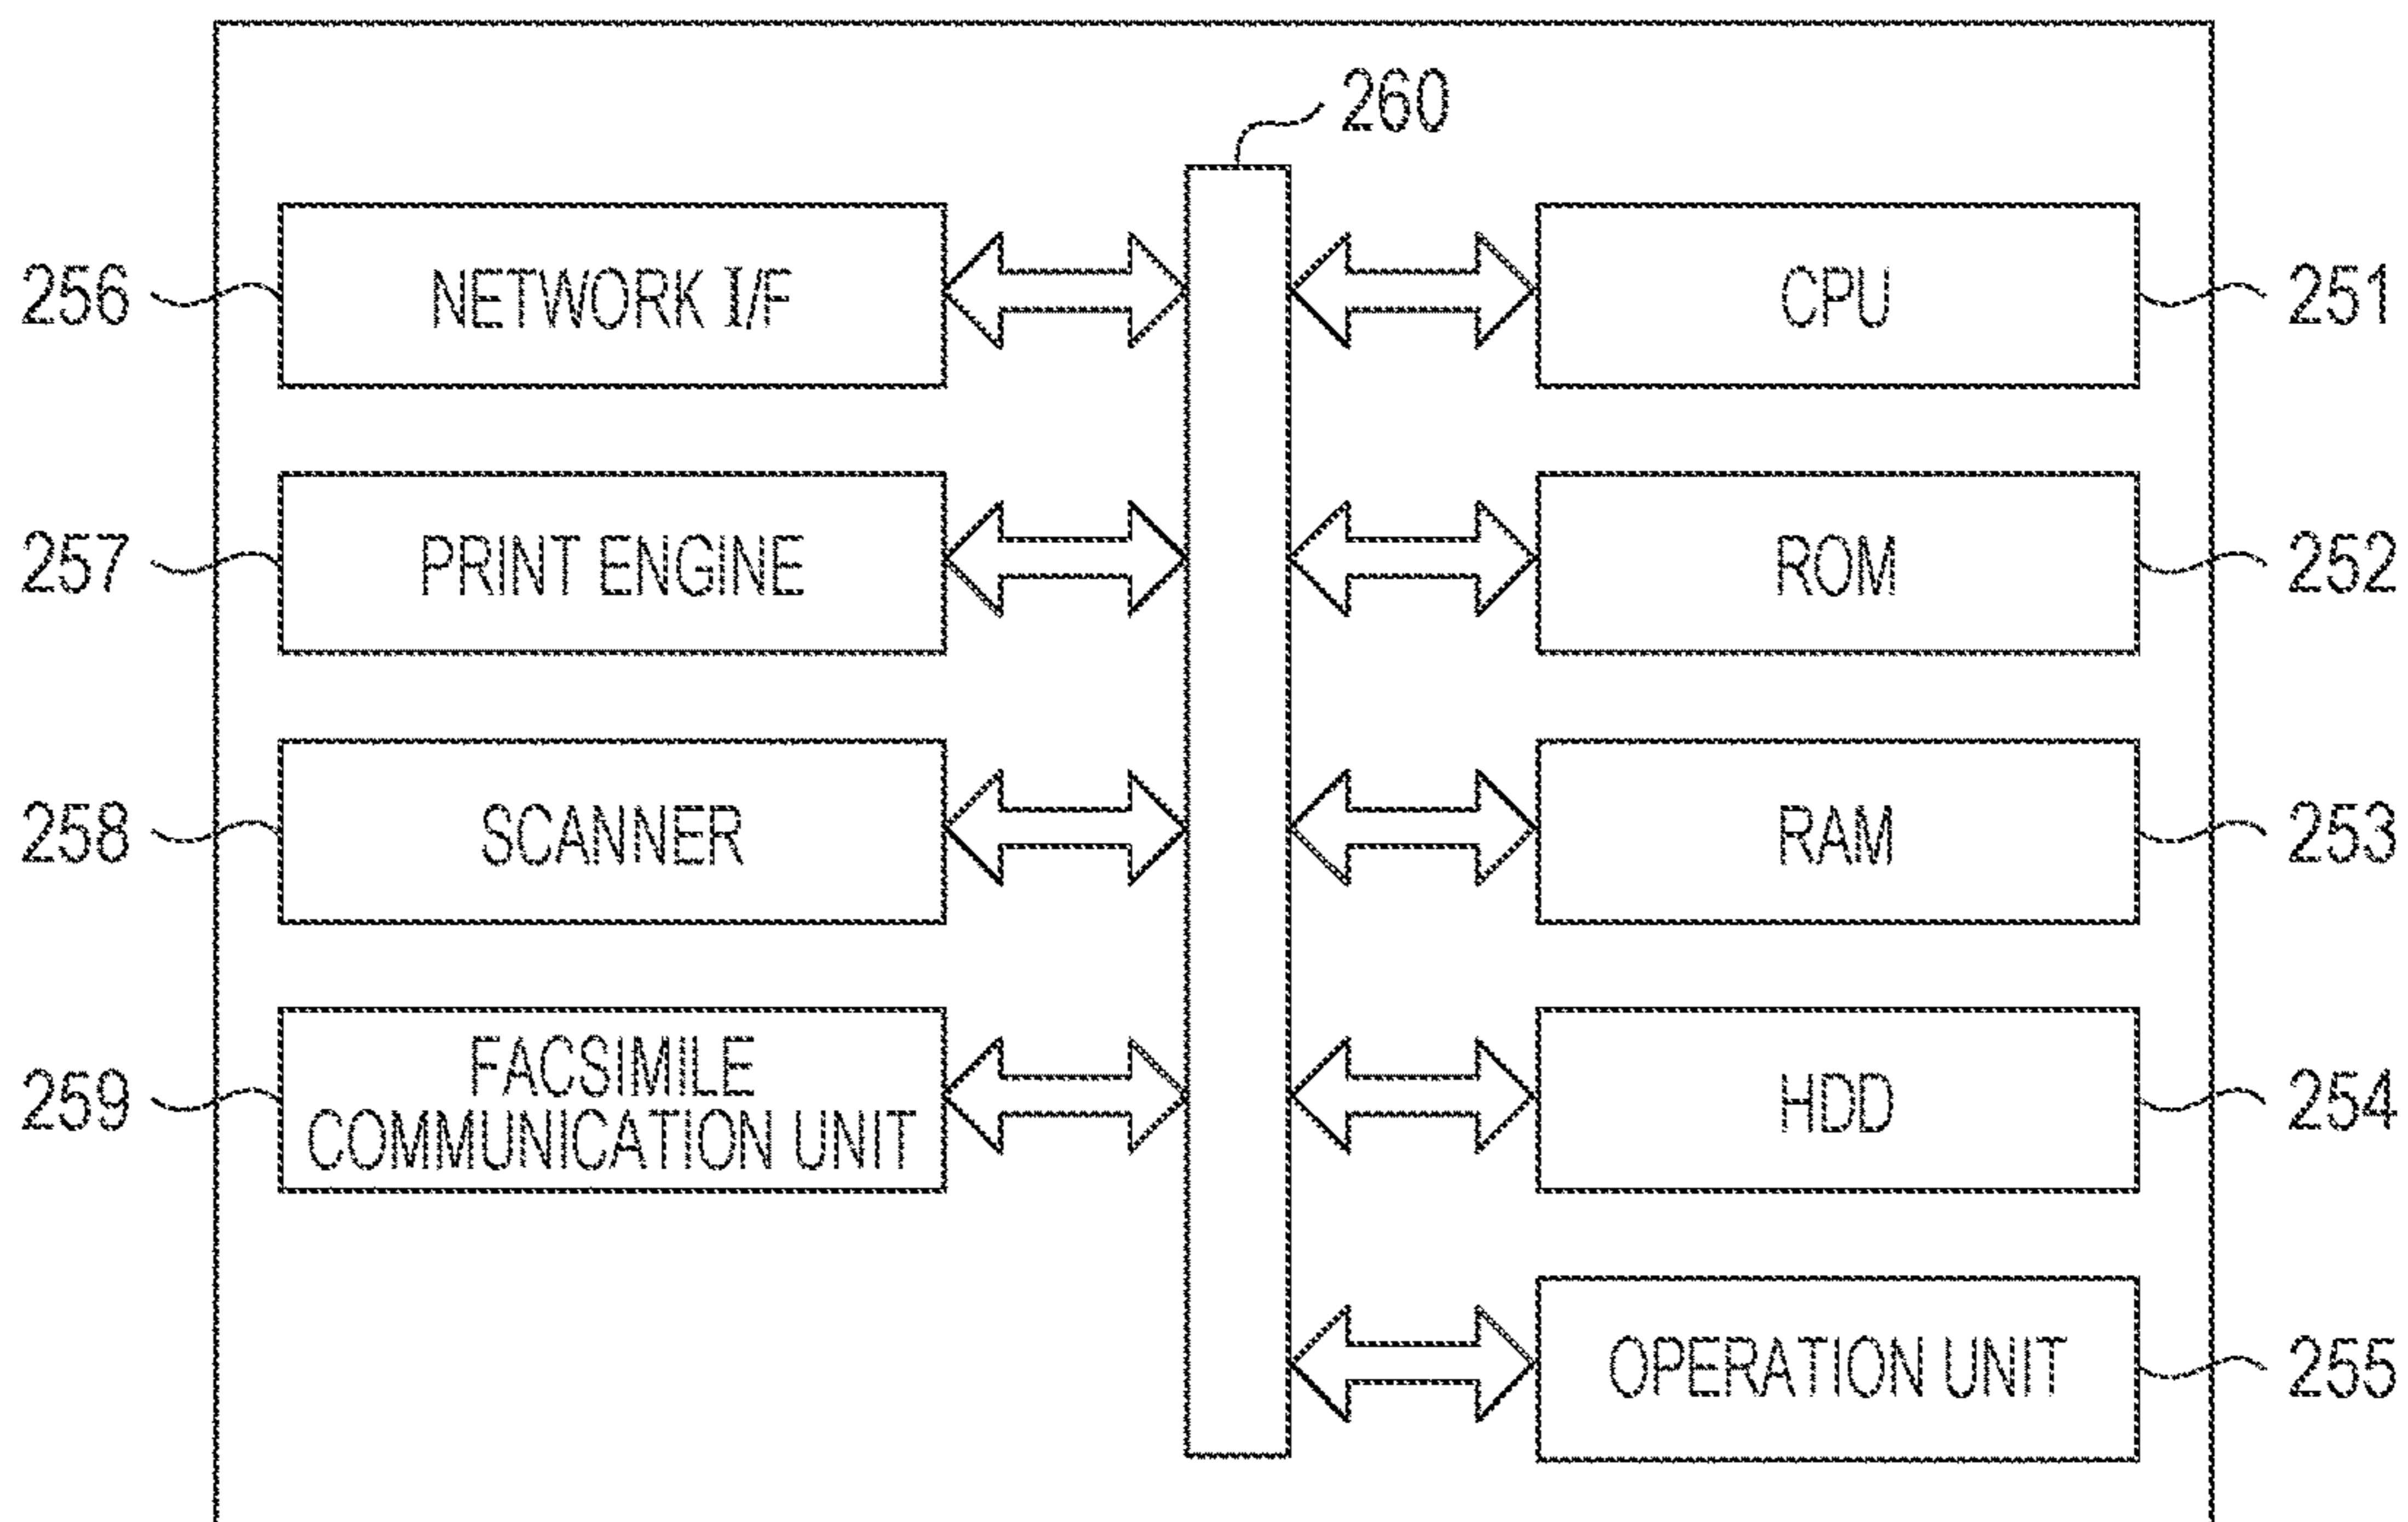 260
256 NETWORK I/F CPU 251
257 PRINT ENGINE ROM 252
258 SCANNER RAM 253
259 FACSIMILE COMMUNICATION UNIT HDD 254
OPERATION UNIT 255